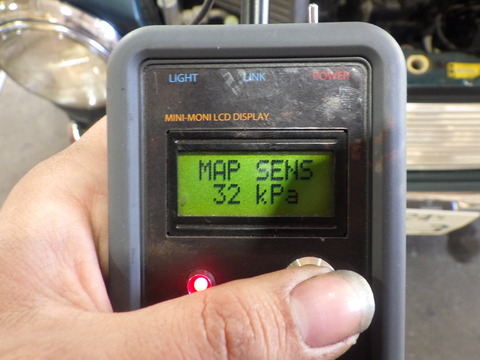 LIGHT LINK POWER
MINI-MONI LCD DISPLAY
MAP SENS
32 kPa